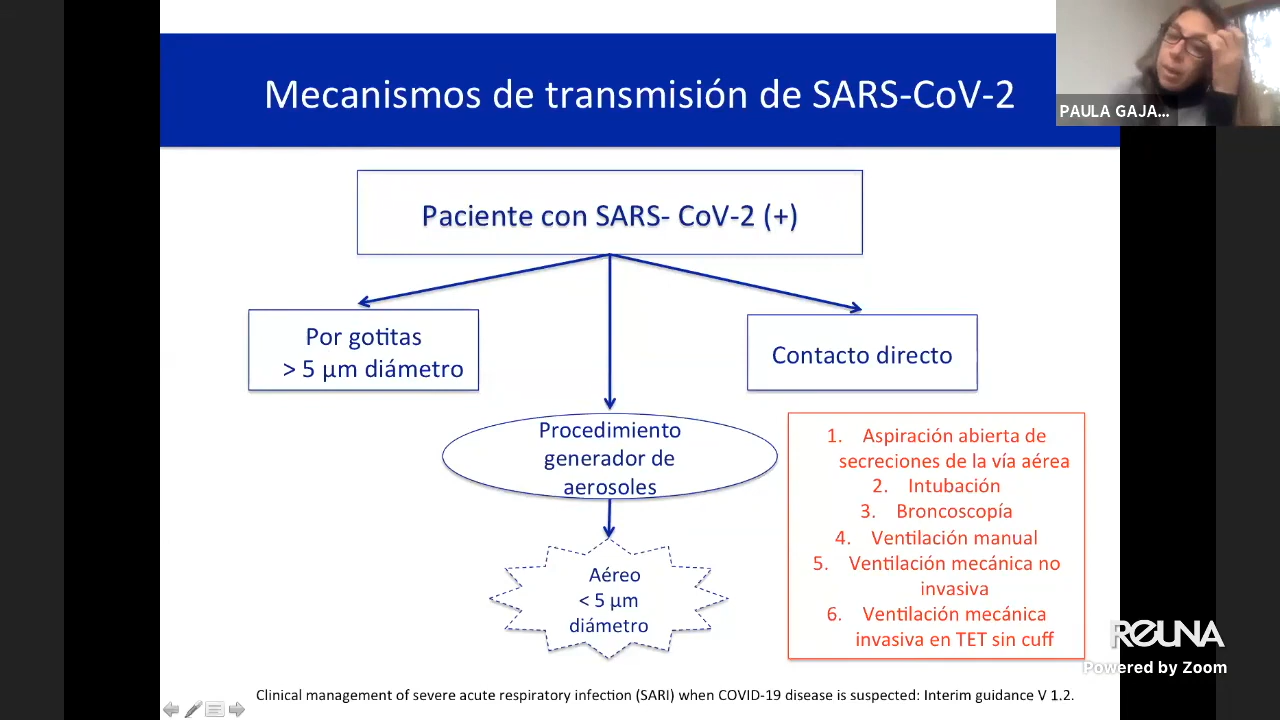 Mecanismos de transmisión de SARS-CoV-2
PAULA GAJA...
Paciente con SARS- CoV-2 (+)
Por gotitas
> 5 µm diámetro
Contacto directo
Procedimiento
generador de
aerosoles
Aéreo
< 5 µm
diámetro
1. Aspiración abierta de
secreciones de la vía aérea
2. Intubación
3. Broncoscopía
4. Ventilación manual
5. Ventilación mecánica no
invasiva
6. Ventilación mecánica
invasiva en TET sin cuff
REUNA
Powered by Zoom
Clinical management of severe acute respiratory infection (SARI) when COVID-19 disease is suspected: Interim guidance V 1.2.